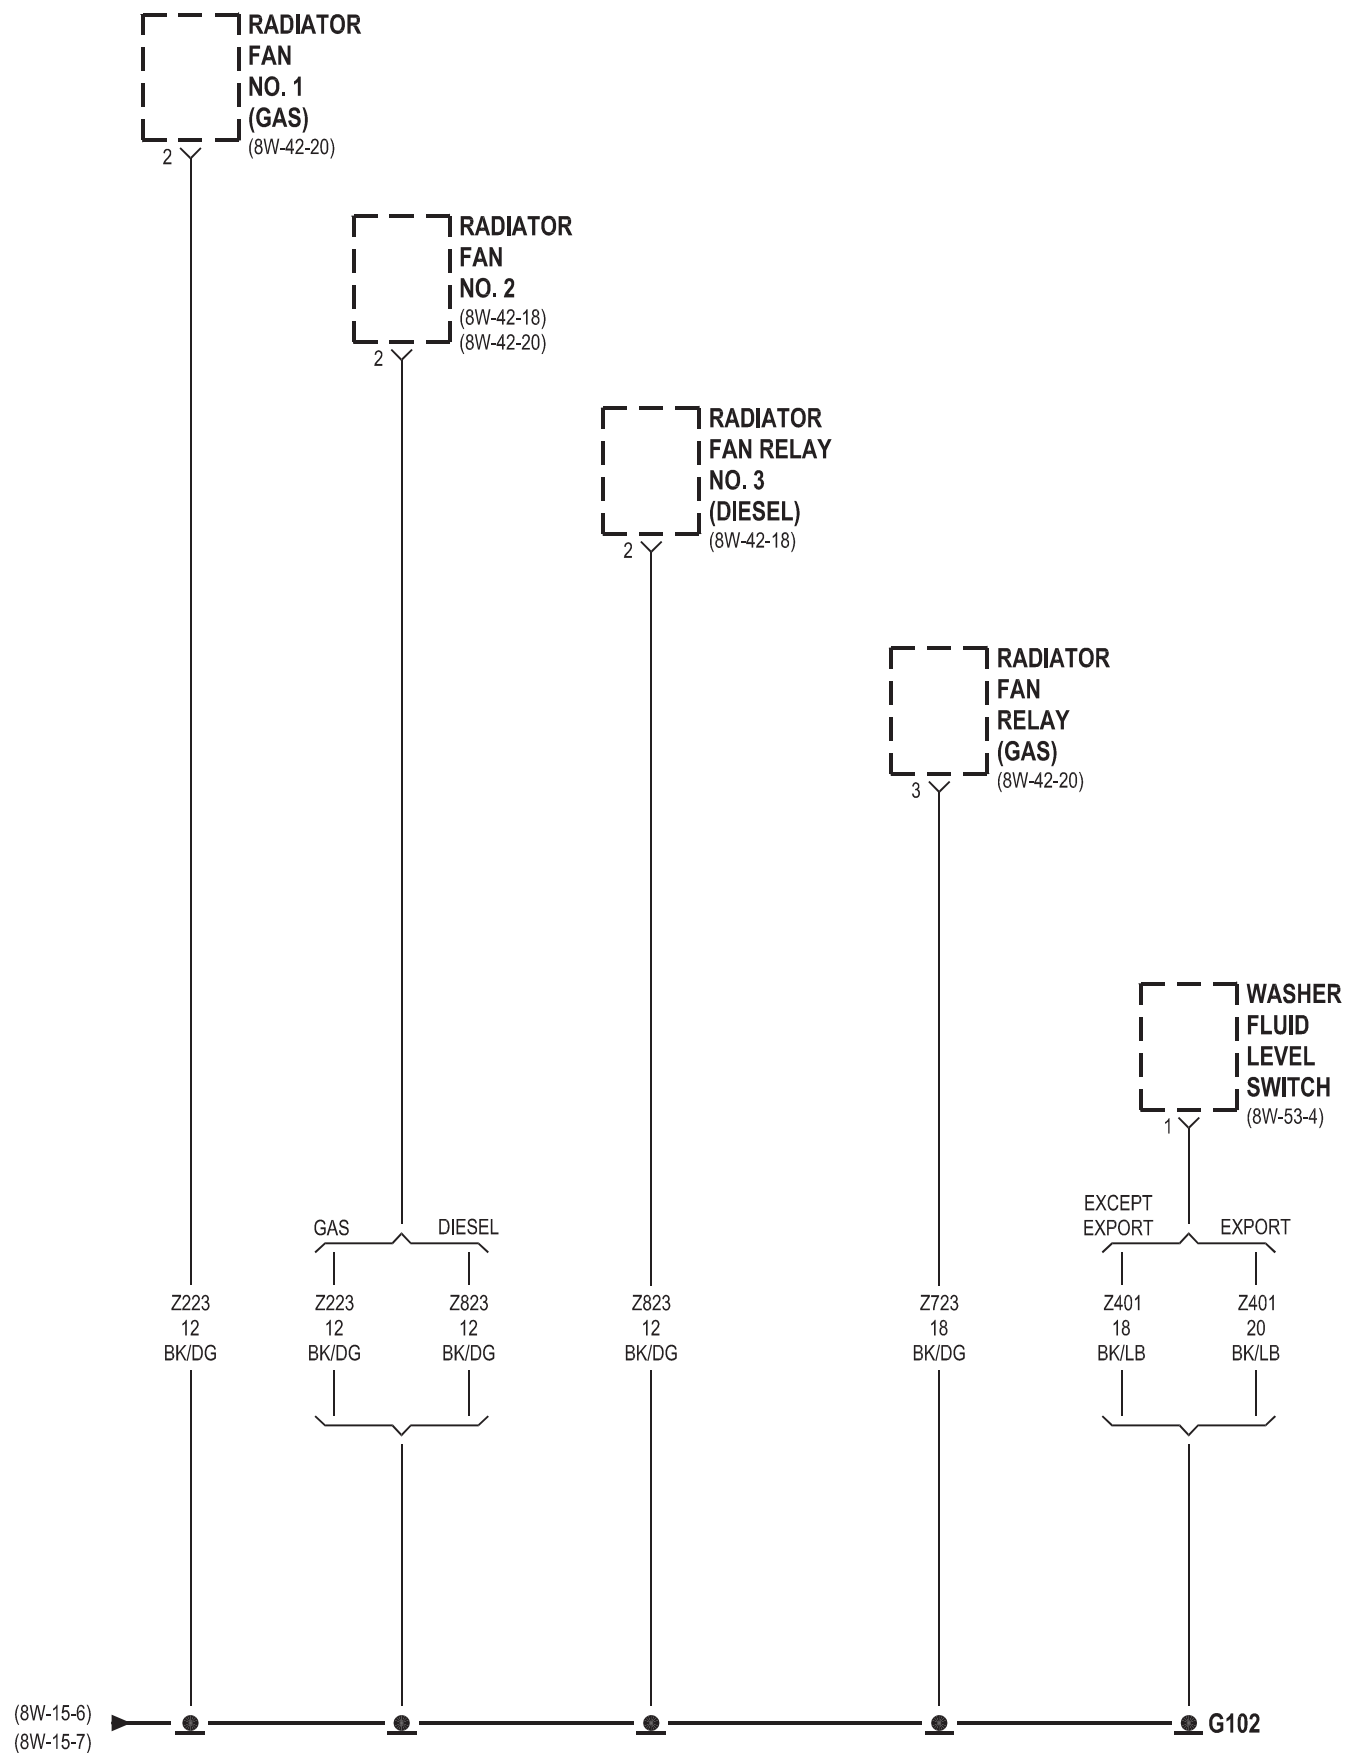 RADIATOR
FAN
NO. 1
(GAS)
(8W-42-20)
2
RADIATOR
FAN
NO. 2
(8W-42-18)
(8W-42-20)
2
RADIATOR
FAN RELAY
NO. 3
(DIESEL)
(8W-42-18)
2
RADIATOR
FAN
RELAY
(GAS)
(8W-42-20)
3
WASHER
FLUID
LEVEL
SWITCH
(8W-53-4)
1
GAS
DIESEL
EXCEPT
EXPORT
EXPORT
Z223
12
BK/DG
Z223
12
BK/DG
Z823
12
BK/DG
Z823
12
BK/DG
Z723
18
BK/DG
Z401
18
BK/LB
Z401
20
BK/LB
(8W-15-6)
(8W-15-7)
G102